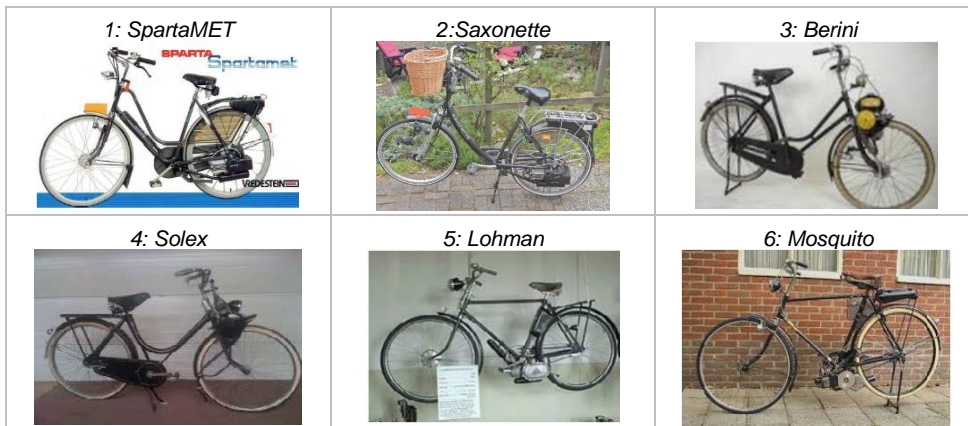 1: SpartaMET
SPARTA
Spartamet
VREDESTEIN
2:Saxonette
3: Berini
4: Solex
5: Lohman
6: Mosquito